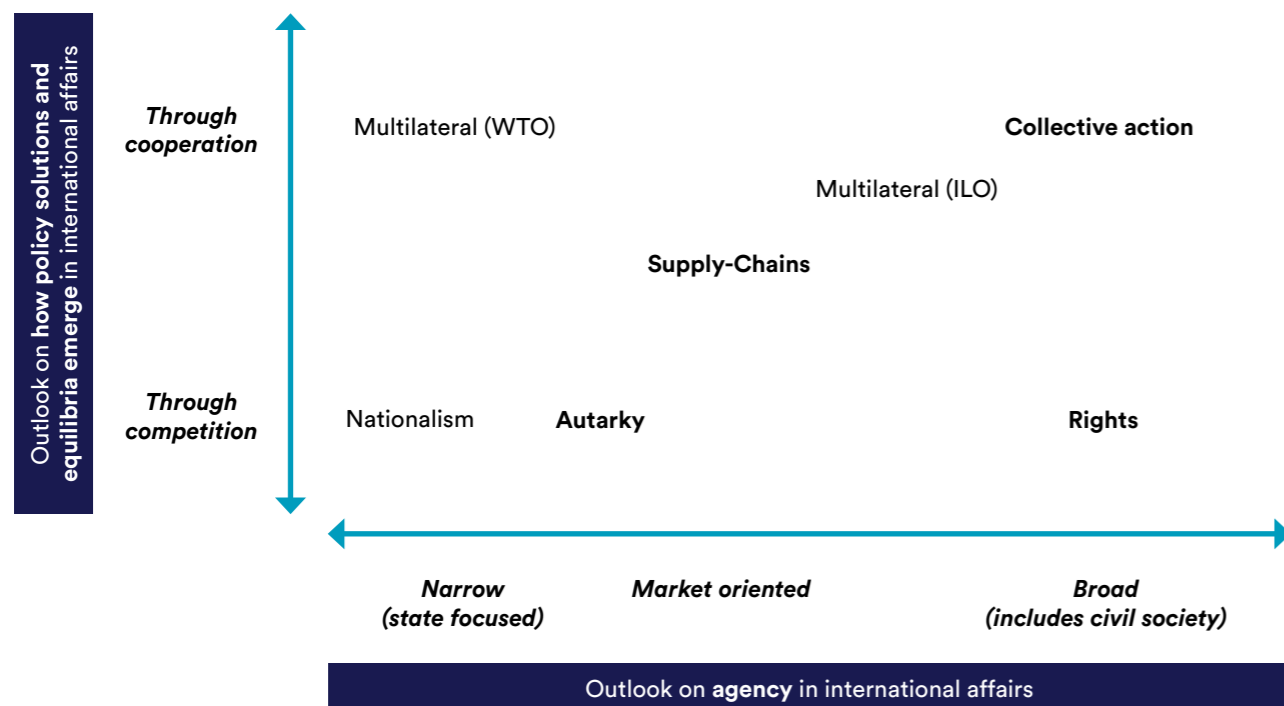 Outlook on how policy solutions and
equilibria emerge in international affairs
Through
cooperation
Multilateral (WTO)
Collective action
Multilateral (ILO)
Supply-Chains
Through
competition
Nationalism
Autarky
Rights
Narrow
(state focused)
Market oriented
Broad
(includes civil society)
Outlook on agency in international affairs